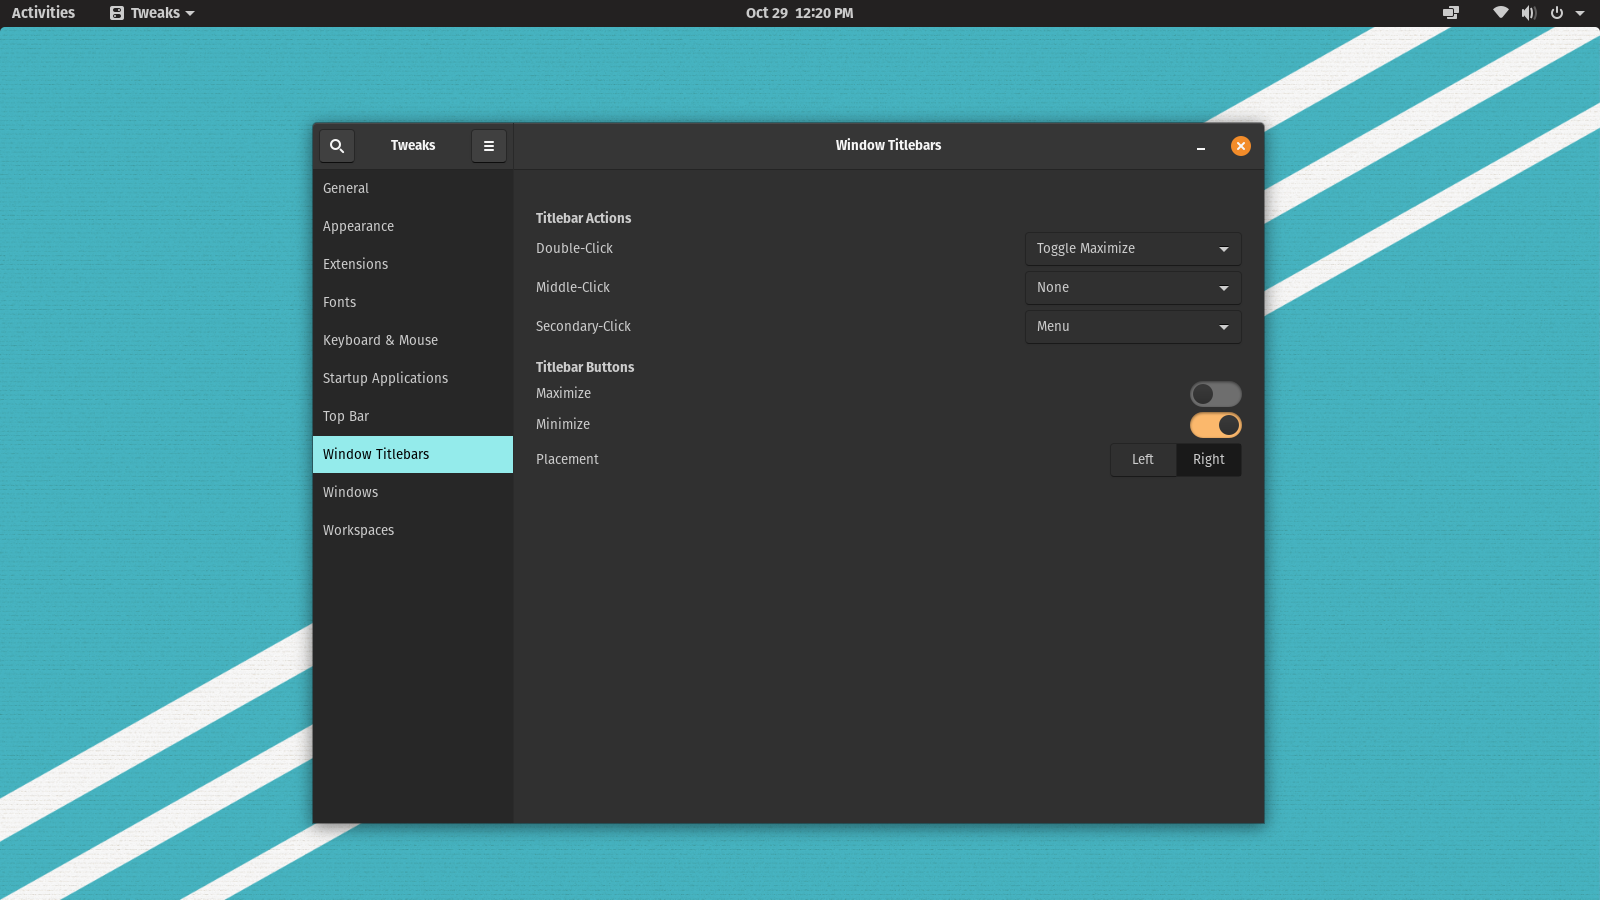 Activities Tweaks Oct 29 12:20 PM
Tweaks Window Titlebars
General
Appearance
Extensions
Fonts
Keyboard & Mouse
Startup Applications
Top Bar
Window Titlebars
Windows
Workspaces
Titlebar Actions
Double-Click Toggle Maximize
Middle-Click None
Secondary-Click Menu
Titlebar Buttons
Maximize
Minimize
Placement Left Right